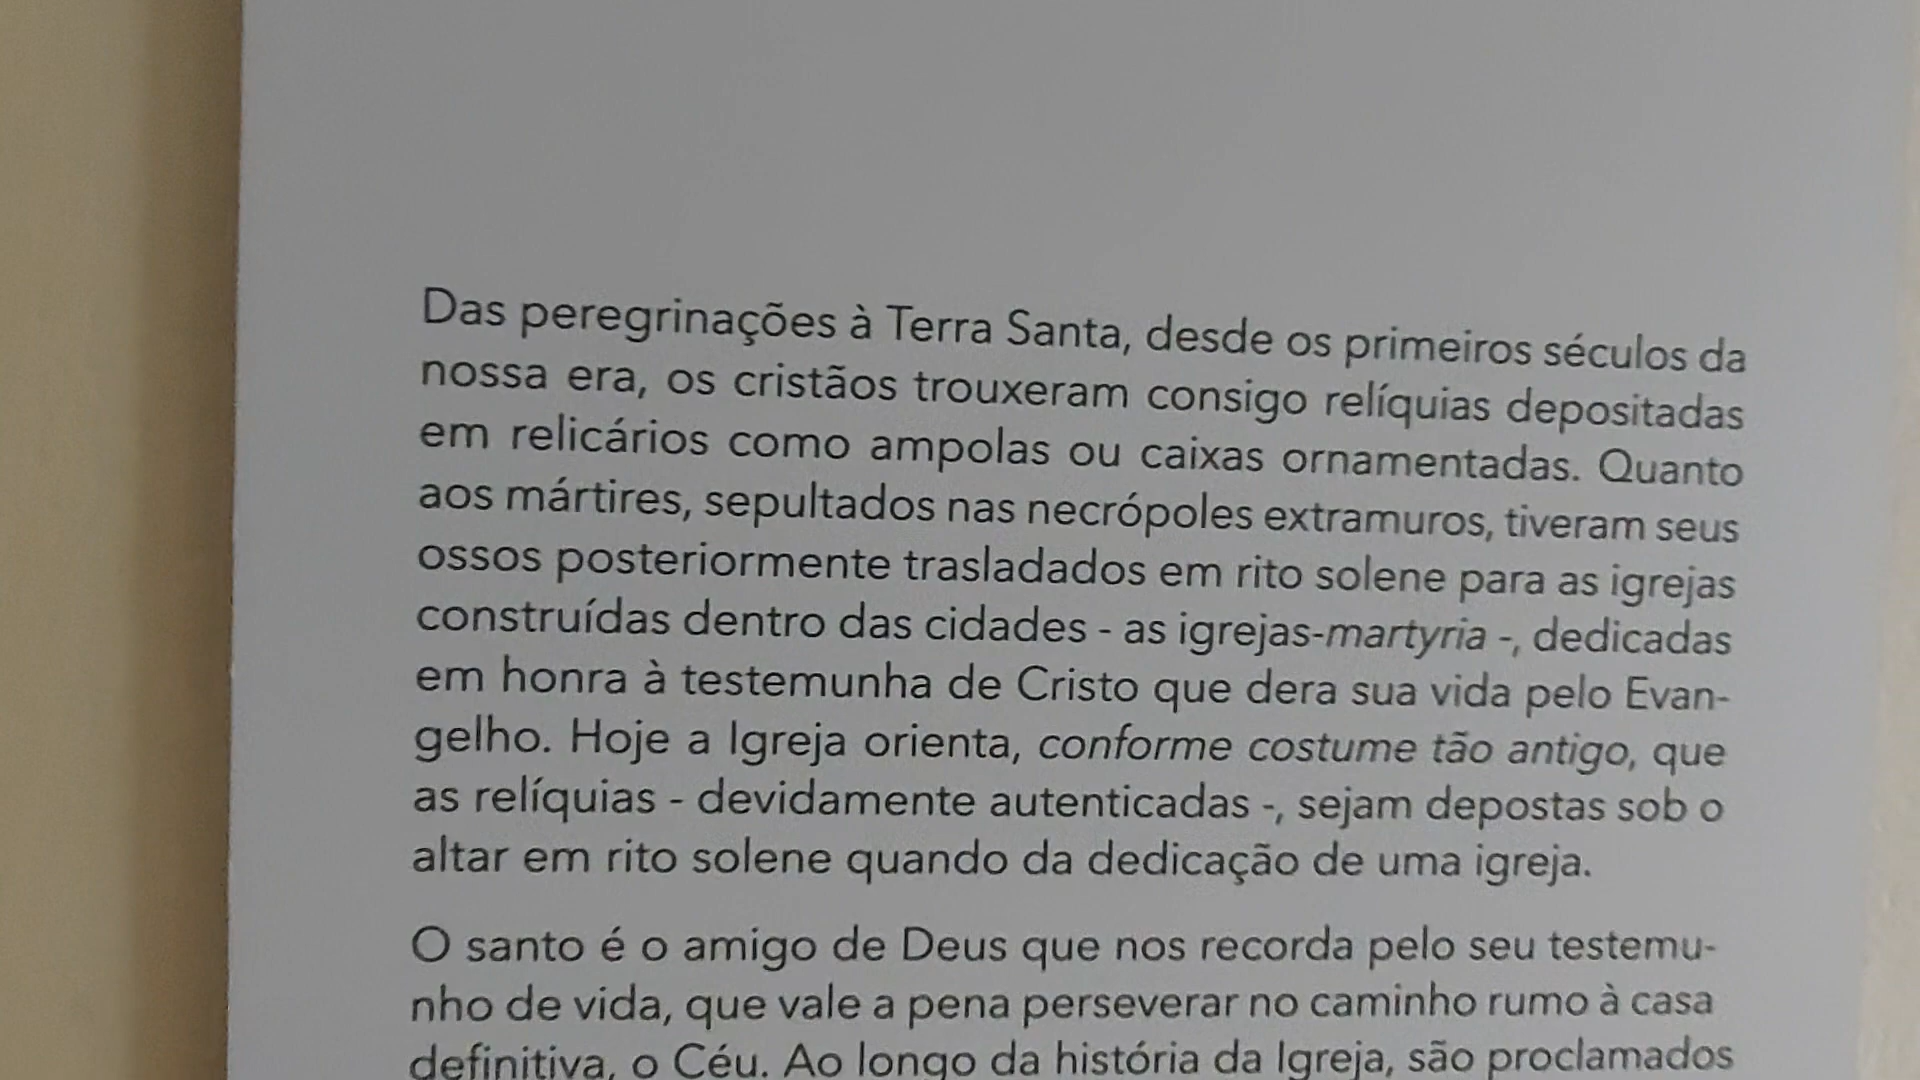 Das peregrinações à Terra Santa, desde os primeiros séculos da
nossa era, os cristãos trouxeram consigo relíquias depositadas
em relicários como ampolas ou caixas ornamentadas. Quanto
aos mártires, sepultados nas necrópoles extramuros, tiveram seus
ossos posteriormente trasladados em rito solene para as igrejas
construídas dentro das cidades - as igrejas-martyria -, dedicadas
em honra à testemunha de Cristo que dera sua vida pelo Evan-
gelho. Hoje a Igreja orienta, conforme costume tão antigo, que
as relíquias - devidamente autenticadas -, sejam depostas sob o
altar em rito solene quando da dedicação de uma igreja.
O santo é o amigo de Deus que nos recorda pelo seu testemu-
nho de vida, que vale a pena perseverar no caminho rumo à casa
definitiva, o Céu. Ao longo da história da Igreja, são proclamados